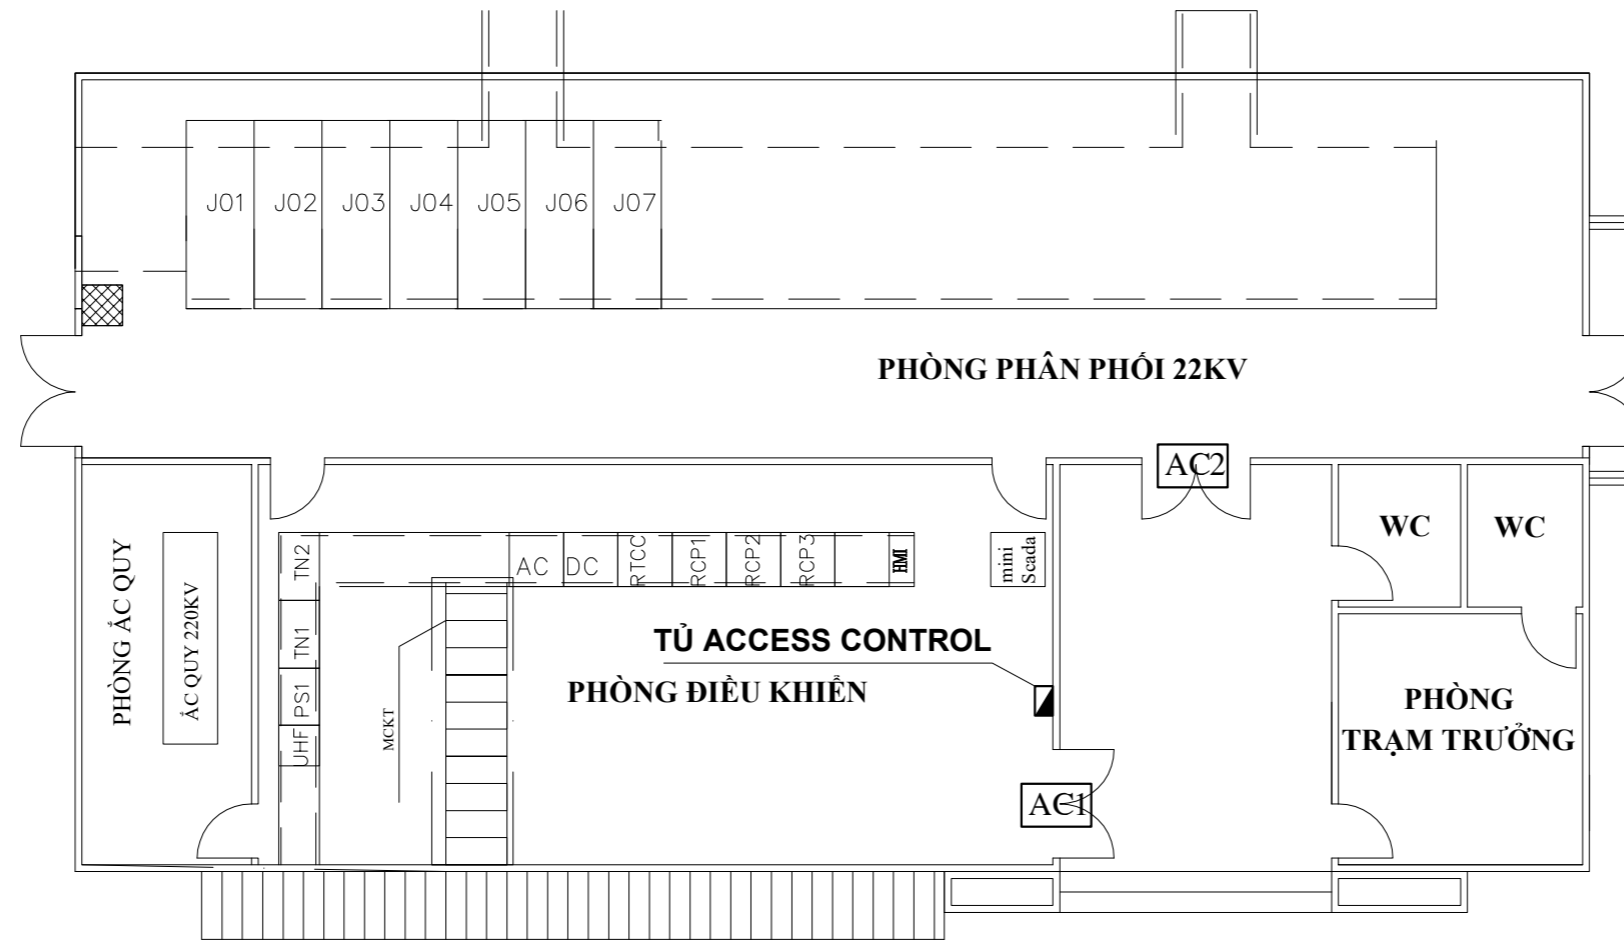 J01 J02 J03 J04 J05 J06 J07
PHÒNG PHÂN PHỐI 22KV
AC2
WC WC
PHÒNG ẮC QUY
ẮC QUY 220KV
TN2
TN1
PS1
UHF
MCKT
AC DC RTCC RCP1 RCP2 RCP3 HMI
mini
Scada
TỦ ACCESS CONTROL
PHÒNG ĐIỀU KHIỂN
AC1
PHÒNG
TRẠM TRƯỞNG